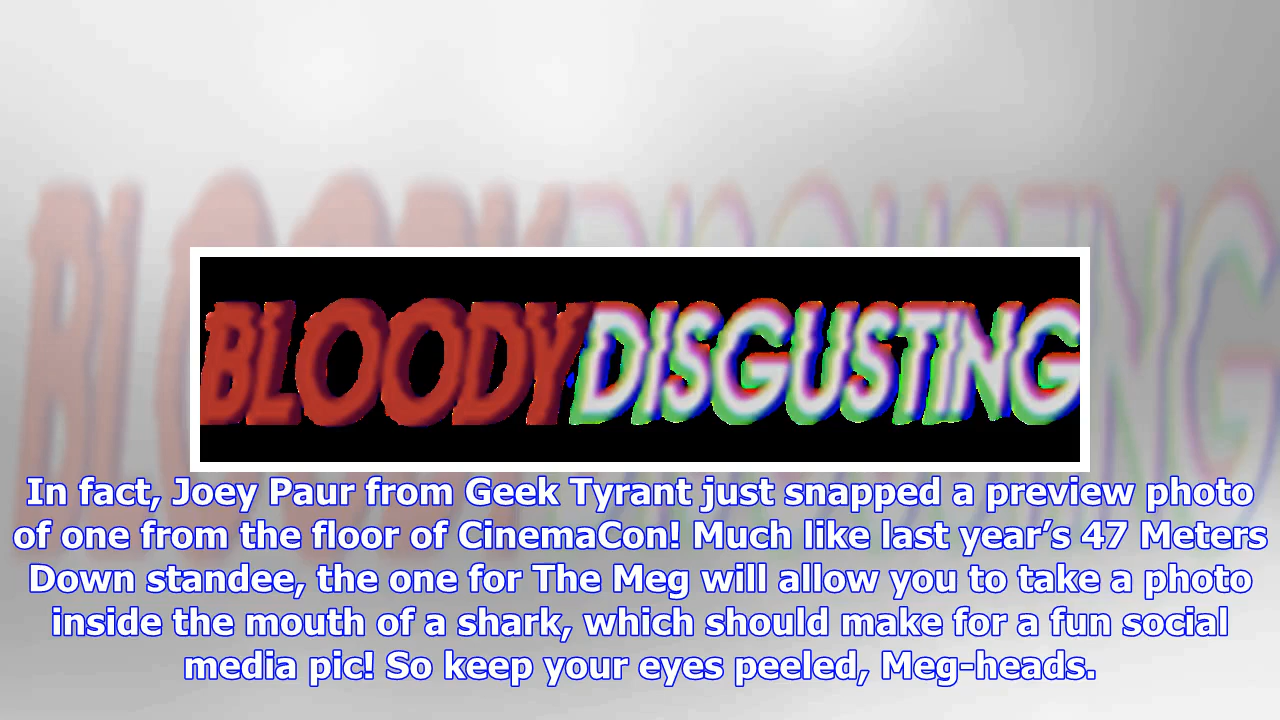 BLOODY DISGUSTING
In fact, Joey Paur from Geek Tyrant just snapped a preview photo
of one from the floor of CinemaCon! Much like last year’s 47 Meters
Down standee, the one for The Meg will allow you to take a photo
inside the mouth of a shark, which should make for a fun social
media pic! So keep your eyes peeled, Meg-heads.